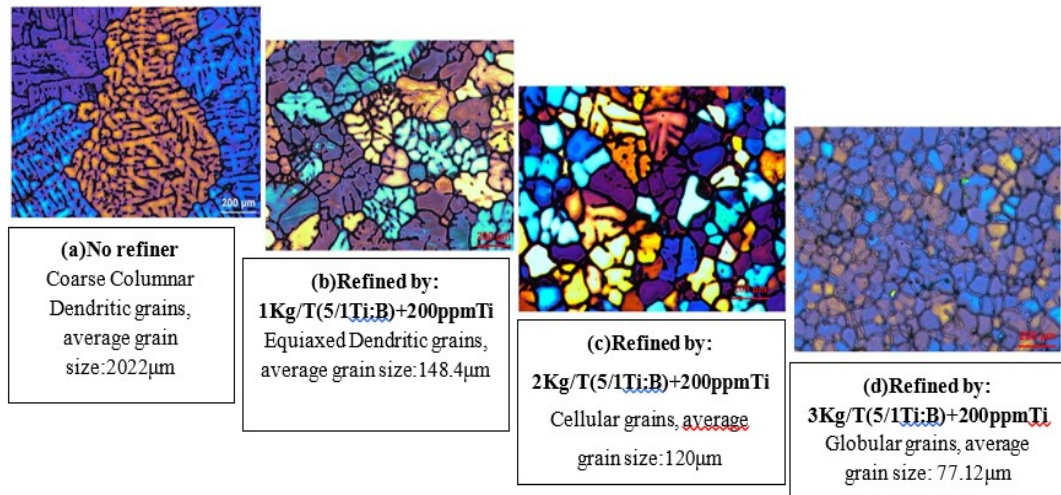 200 µm
(a)No refiner
Coarse Columnar
Dendritic grains,
average grain
size:2022µm
(b)Refined by:
1Kg/T(5/1Ti:B)+200ppmTi
Equiaxed Dendritic grains,
average grain size:148.4µm
(c)Refined by:
2Kg/T(5/1Ti:B)+200ppmTi
Cellular grains, average
grain size:120µm
(d)Refined by:
3Kg/T(5/1Ti:B)+200ppmTi
Globular grains, average
grain size: 77.12µm